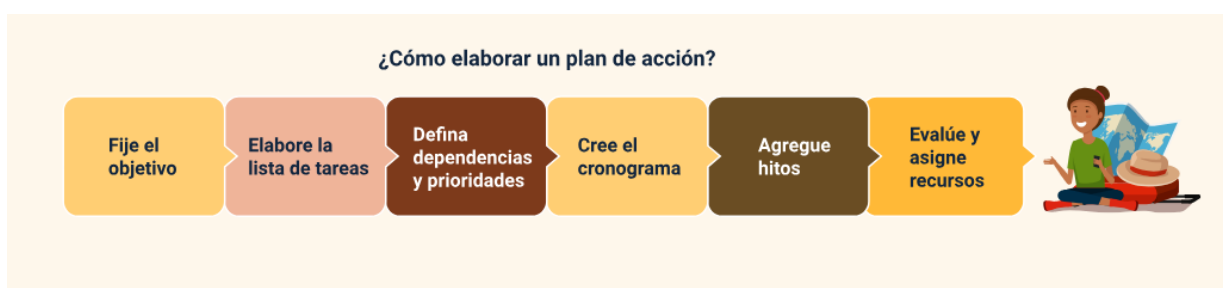 ¿Cómo elaborar un plan de acción?
Fije el
objetivo
Elabore la
lista de tareas
Defina
dependencias
y prioridades
Cree el
cronograma
Agregue
hitos
Evalúe y
asigne
recursos